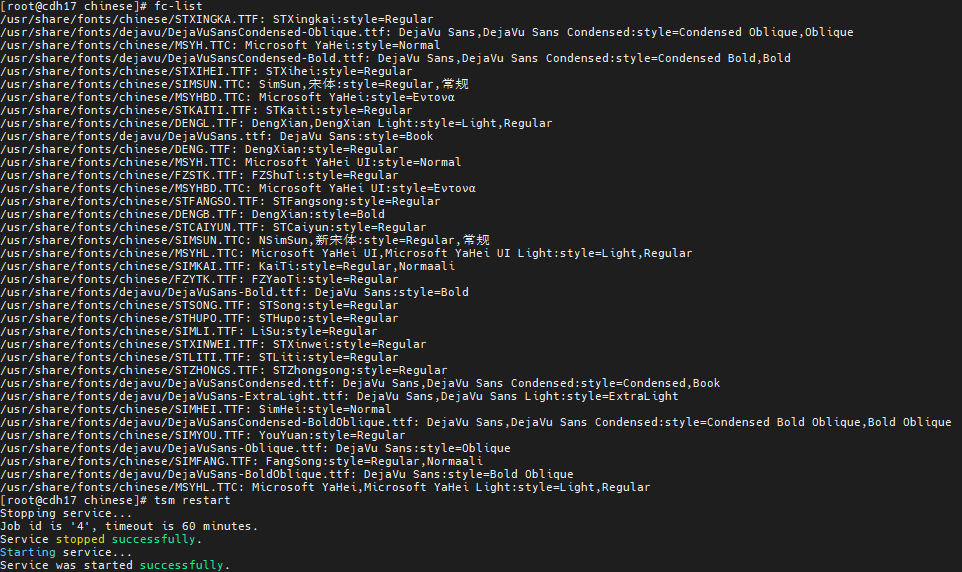 [root@cdh17 chinese]# fc-list
/usr/share/fonts/chinese/STXINGKA.TTF: STXingkai:style=Regular
/usr/share/fonts/dejavu/DejaVuSansCondensed-Oblique.ttf: DejaVu Sans,DejaVu Sans Condensed:style=Condensed Oblique,Oblique
/usr/share/fonts/chinese/MSYH.TTC: Microsoft YaHei:style=Normal
/usr/share/fonts/dejavu/DejaVuSansCondensed-Bold.ttf: DejaVu Sans,DejaVu Sans Condensed:style=Condensed Bold,Bold
/usr/share/fonts/chinese/STXIHEI.TTF: STXihei:style=Regular
/usr/share/fonts/chinese/SIMSUN.TTC: SimSun,宋体:style=Regular,常规
/usr/share/fonts/chinese/MSYHBD.TTC: Microsoft YaHei:style=Έντονα
/usr/share/fonts/chinese/STKAITI.TTF: STKaiti:style=Regular
/usr/share/fonts/chinese/DENGL.TTF: DengXian,DengXian Light:style=Light,Regular
/usr/share/fonts/dejavu/DejaVuSans.ttf: DejaVu Sans:style=Book
/usr/share/fonts/chinese/DENG.TTF: DengXian:style=Regular
/usr/share/fonts/chinese/MSYH.TTC: Microsoft YaHei UI:style=Normal
/usr/share/fonts/chinese/FZSTK.TTF: FZShuTi:style=Regular
/usr/share/fonts/chinese/MSYHBD.TTC: Microsoft YaHei UI:style=Έντονα
/usr/share/fonts/chinese/STFANGSO.TTF: STFangsong:style=Regular
/usr/share/fonts/chinese/DENGB.TTF: DengXian:style=Bold
/usr/share/fonts/chinese/STCAIYUN.TTF: STCaiyun:style=Regular
/usr/share/fonts/chinese/SIMSUN.TTC: NSimSun,新宋体:style=Regular,常规
/usr/share/fonts/chinese/MSYHL.TTC: Microsoft YaHei UI,Microsoft YaHei UI Light:style=Light,Regular
/usr/share/fonts/chinese/SIMKAI.TTF: KaiTi:style=Regular,Normaali
/usr/share/fonts/chinese/FZYTK.TTF: FZYaoTi:style=Regular
/usr/share/fonts/dejavu/DejaVuSans-Bold.ttf: DejaVu Sans:style=Bold
/usr/share/fonts/chinese/STSONG.TTF: STSong:style=Regular
/usr/share/fonts/chinese/STHUPO.TTF: STHupo:style=Regular
/usr/share/fonts/chinese/SIMLI.TTF: LiSu:style=Regular
/usr/share/fonts/chinese/STXINWEI.TTF: STXinwei:style=Regular
/usr/share/fonts/chinese/STLITI.TTF: STLiti:style=Regular
/usr/share/fonts/chinese/STZHONGS.TTF: STZhongsong:style=Regular
/usr/share/fonts/dejavu/DejaVuSansCondensed.ttf: DejaVu Sans,DejaVu Sans Condensed:style=Condensed,Book
/usr/share/fonts/dejavu/DejaVuSans-ExtraLight.ttf: DejaVu Sans,DejaVu Sans Light:style=ExtraLight
/usr/share/fonts/chinese/SIMHEI.TTF: SimHei:style=Normal
/usr/share/fonts/dejavu/DejaVuSansCondensed-BoldOblique.ttf: DejaVu Sans,DejaVu Sans Condensed:style=Condensed Bold Oblique,Bold Oblique
/usr/share/fonts/chinese/SIMYOU.TTF: YouYuan:style=Regular
/usr/share/fonts/dejavu/DejaVuSans-Oblique.ttf: DejaVu Sans:style=Oblique
/usr/share/fonts/chinese/SIMFANG.TTF: FangSong:style=Regular,Normaali
/usr/share/fonts/dejavu/DejaVuSans-BoldOblique.ttf: DejaVu Sans:style=Bold Oblique
/usr/share/fonts/chinese/MSYHL.TTC: Microsoft YaHei,Microsoft YaHei Light:style=Light,Regular
[root@cdh17 chinese]# tsm restart
Stopping service...
Job id is '4', timeout is 60 minutes.
Service stopped successfully.
Starting service...
Service was started successfully.